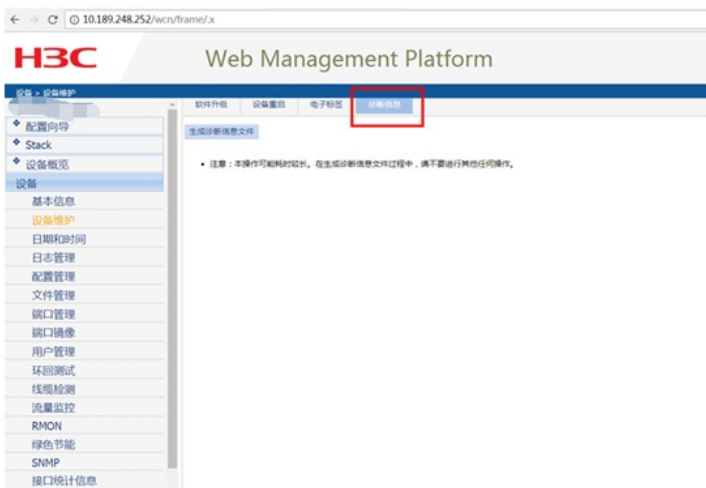 10.189.248.252/wcn/frame/.x
H3C
Web Management Platform
设备 > 设备维护
软件升级 设备重启 电子标签 诊断信息
生成诊断信息文件
注意：本操作可能耗时较长。在生成诊断信息文件过程中，请不要进行其他任何操作。
配置向导
Stack
设备概览
设备
基本信息
设备维护
日期和时间
日志管理
配置管理
文件管理
端口管理
端口镜像
用户管理
环回测试
线缆检测
流量监控
RMON
绿色节能
SNMP
接口统计信息